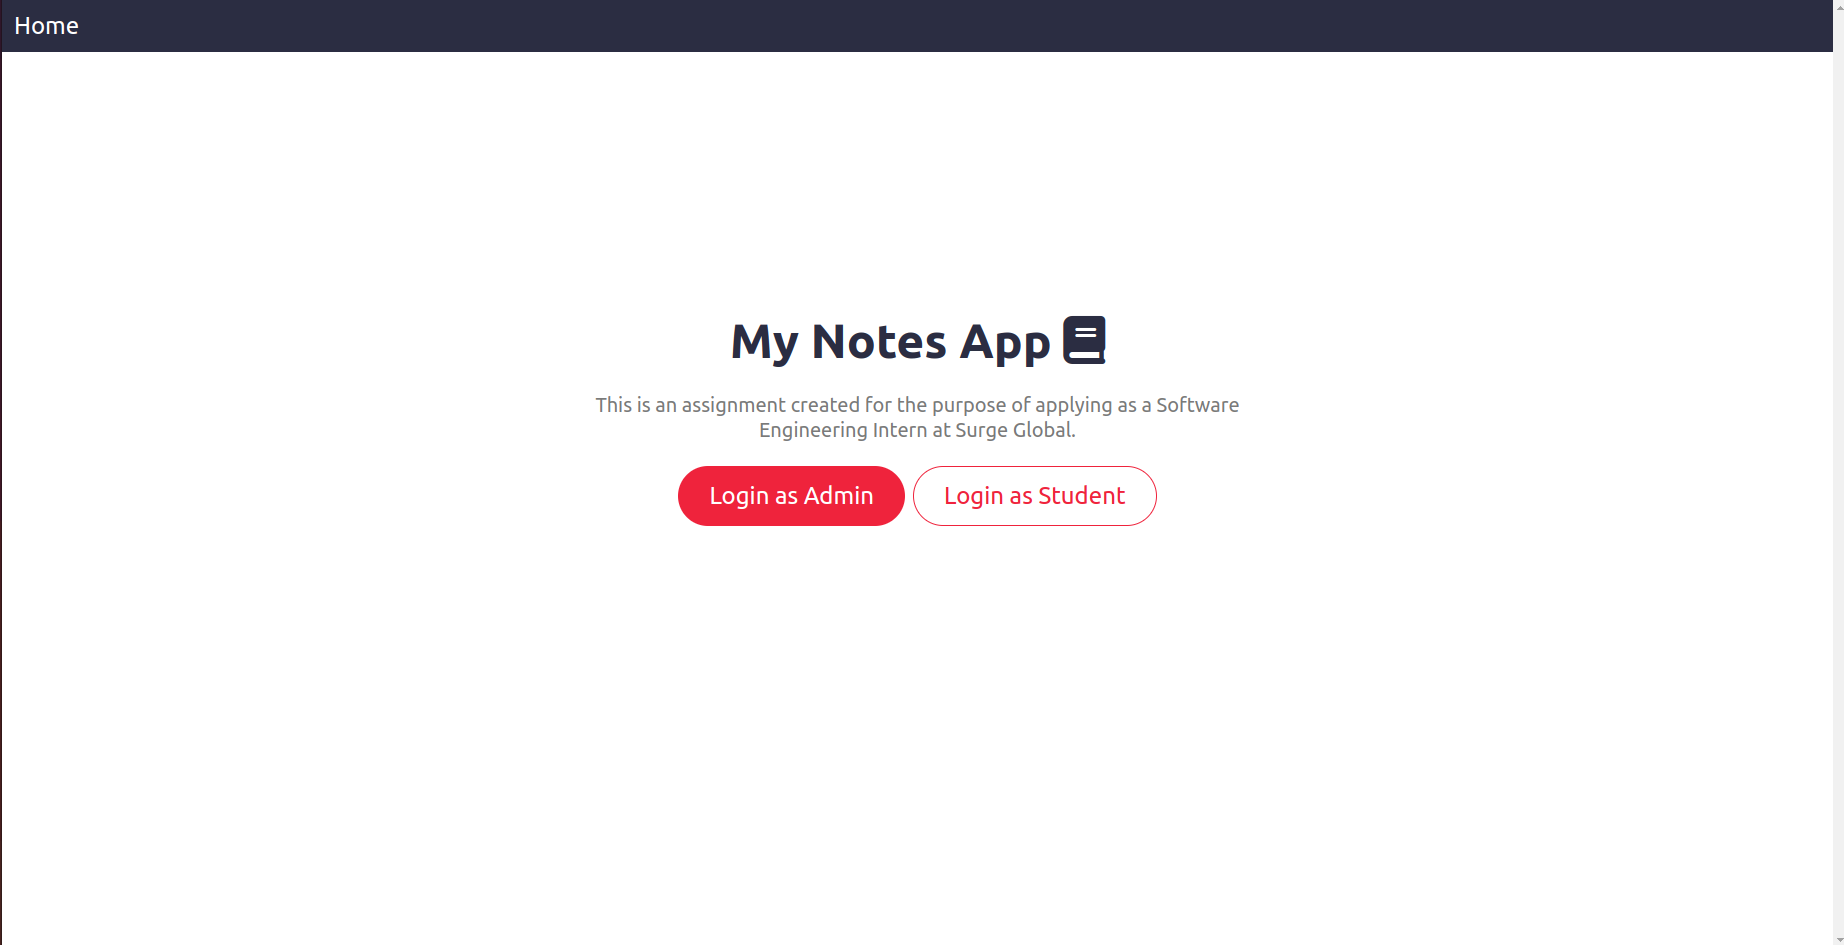 Home
My Notes App
This is an assignment created for the purpose of applying as a Software
Engineering Intern at Surge Global.
Login as Admin
Login as Student